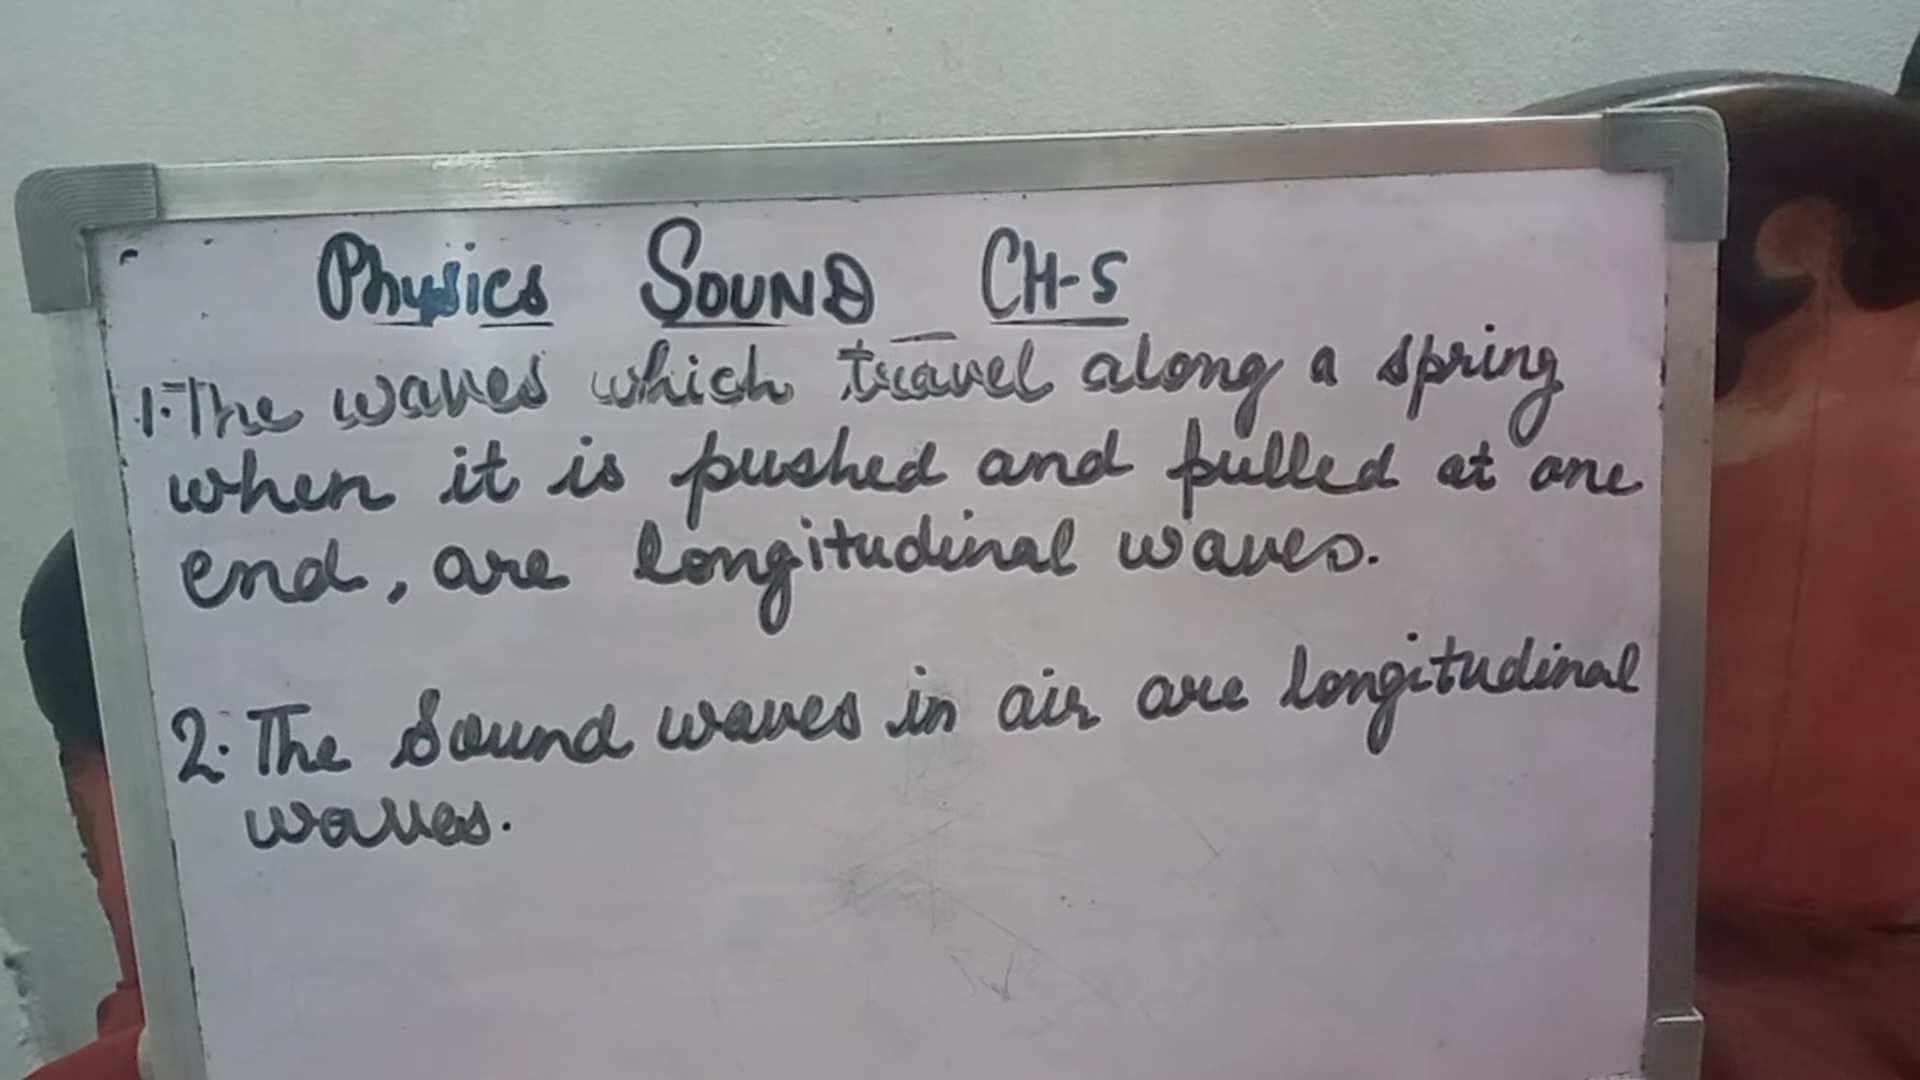 Physics SOUND CH-5
1:- The waves which travel along a spring
when it is pushed and pulled at one
end, are longitudinal waves.
2:- The Sound waves in air are longitudinal
waves.